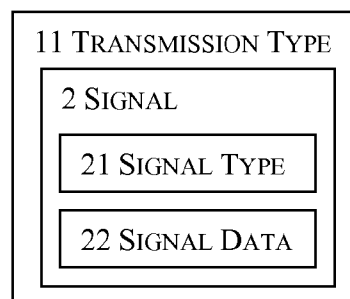 11 TRANSMISSION TYPE
2 SIGNAL
21 SIGNAL TYPE
22 SIGNAL DATA